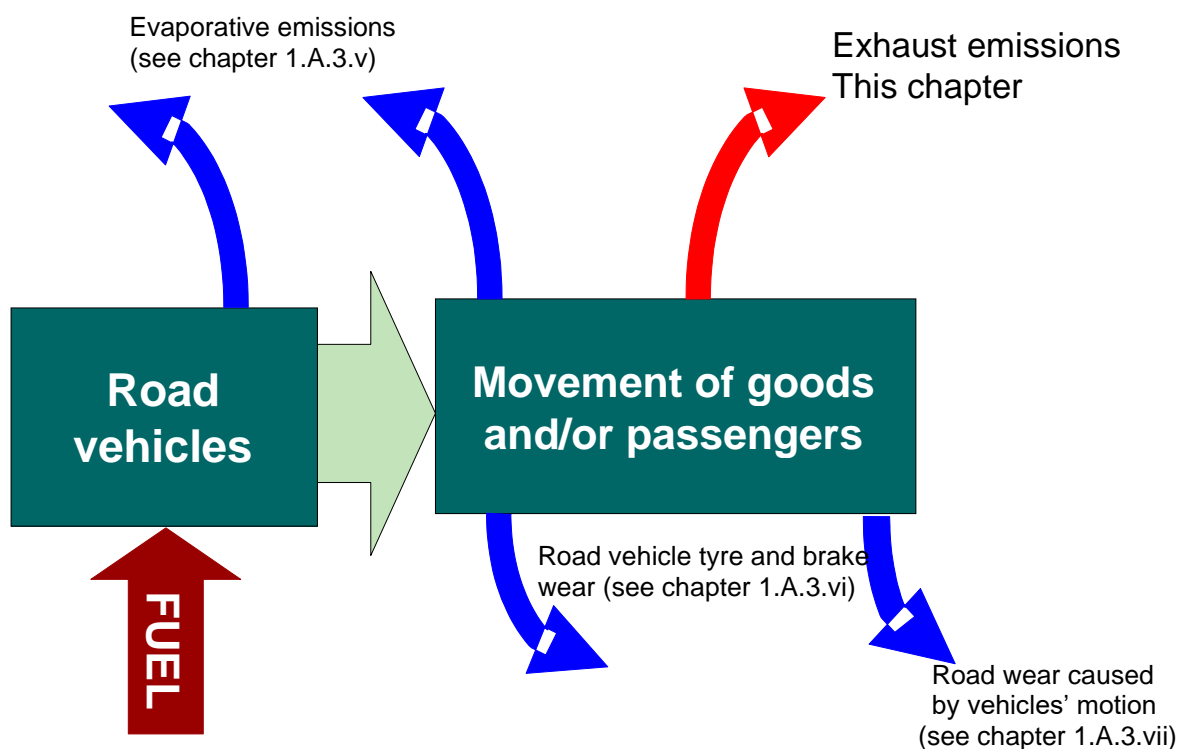 Evaporative emissions
(see chapter 1.A.3.v)
Exhaust emissions
This chapter
Road
vehicles
Movement of goods
and/or passengers
FUEL
Road vehicle tyre and brake
wear (see chapter 1.A.3.vi)
Road wear caused
by vehicles’ motion
(see chapter 1.A.3.vii)